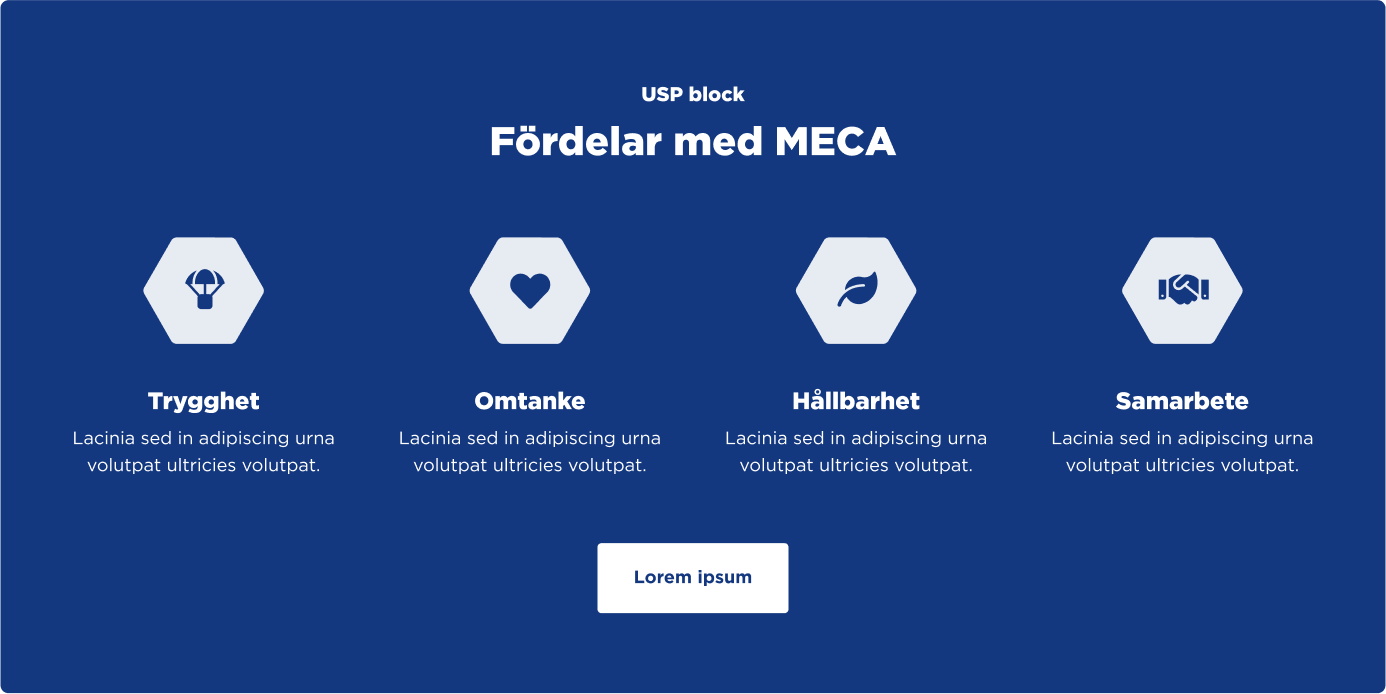 USP block
Fördelar med MECA
Trygghet
Lacinia sed in adipiscing urna
volutpat ultricies volutpat.
Omtanke
Lacinia sed in adipiscing urna
volutpat ultricies volutpat.
Hållbarhet
Lacinia sed in adipiscing urna
volutpat ultricies volutpat.
Samarbete
Lacinia sed in adipiscing urna
volutpat ultricies volutpat.
Lorem ipsum